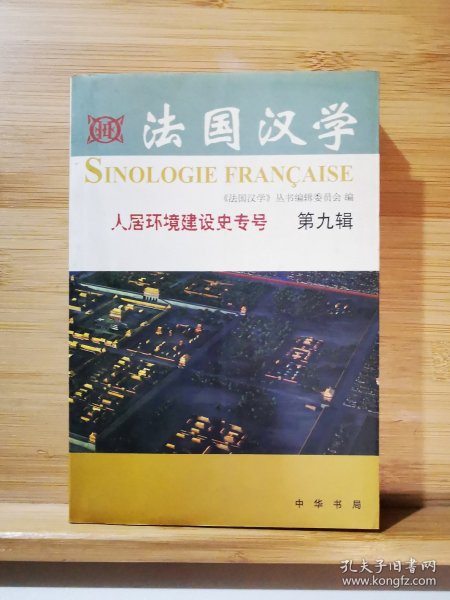 法国汉学
SINOLOGIE FRANÇAISE
《法国汉学》丛书编辑委员会 编
人居环境建设史专号 第九辑
中华书局
孔夫子旧书网
www.kongfz.com